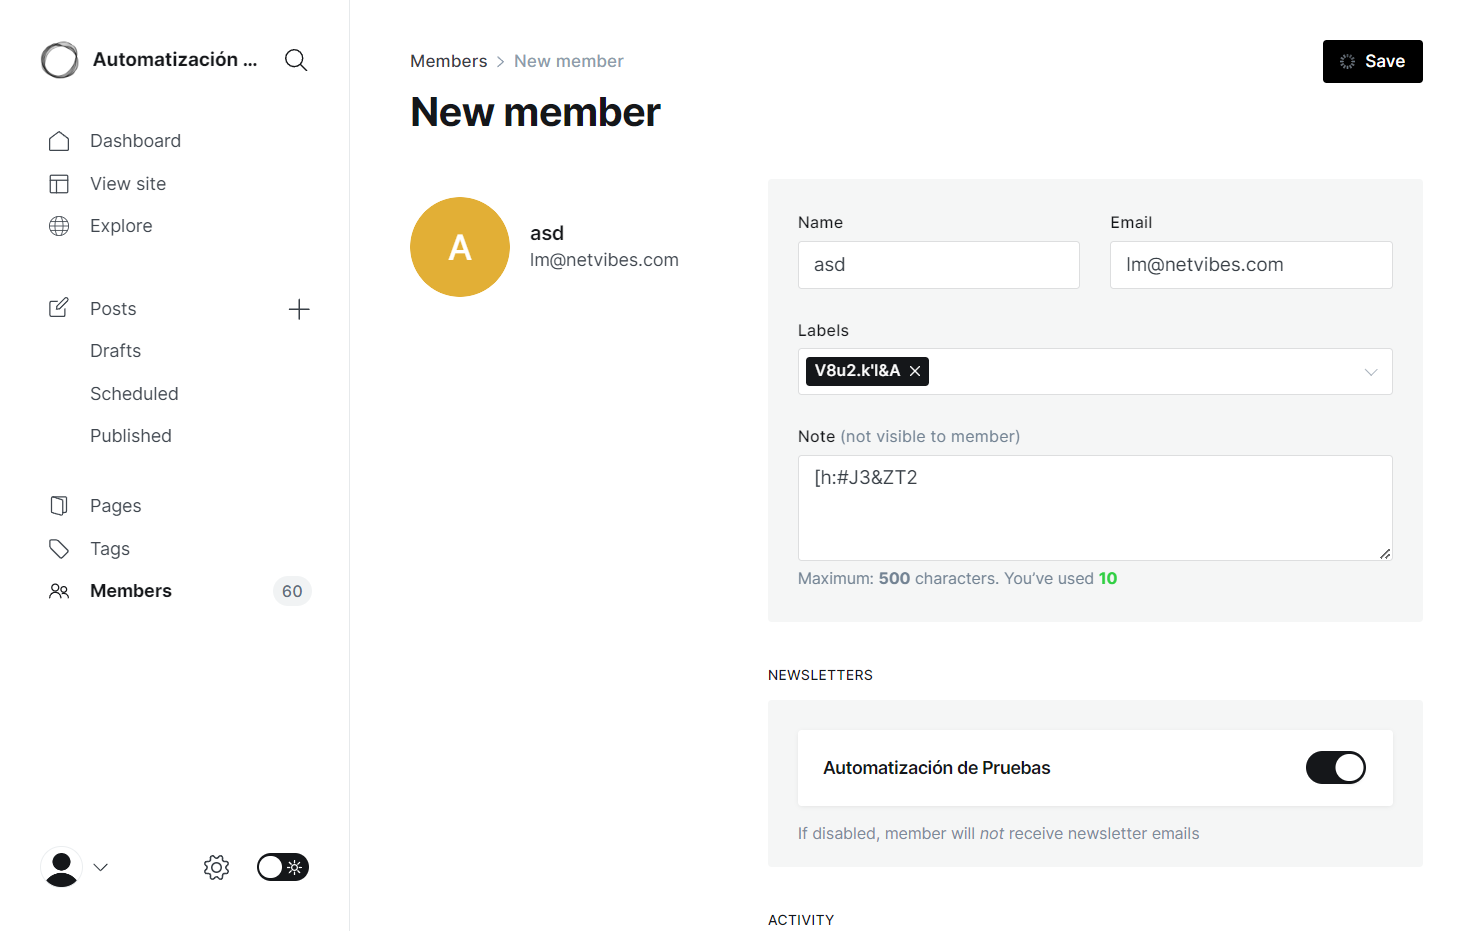 Automatización ...
Dashboard
View site
Explore
Posts
Drafts
Scheduled
Published
Pages
Tags
Members
60
Members > New member
Save
New member
A
asd
lm@netvibes.com
Name
Email
asd
lm@netvibes.com
Labels
V8u2.k'l&A
Note (not visible to member)
[h:#J3&ZT2
Maximum: 500 characters. You've used 10
NEWSLETTERS
Automatización de Pruebas
If disabled, member will not receive newsletter emails
ACTIVITY